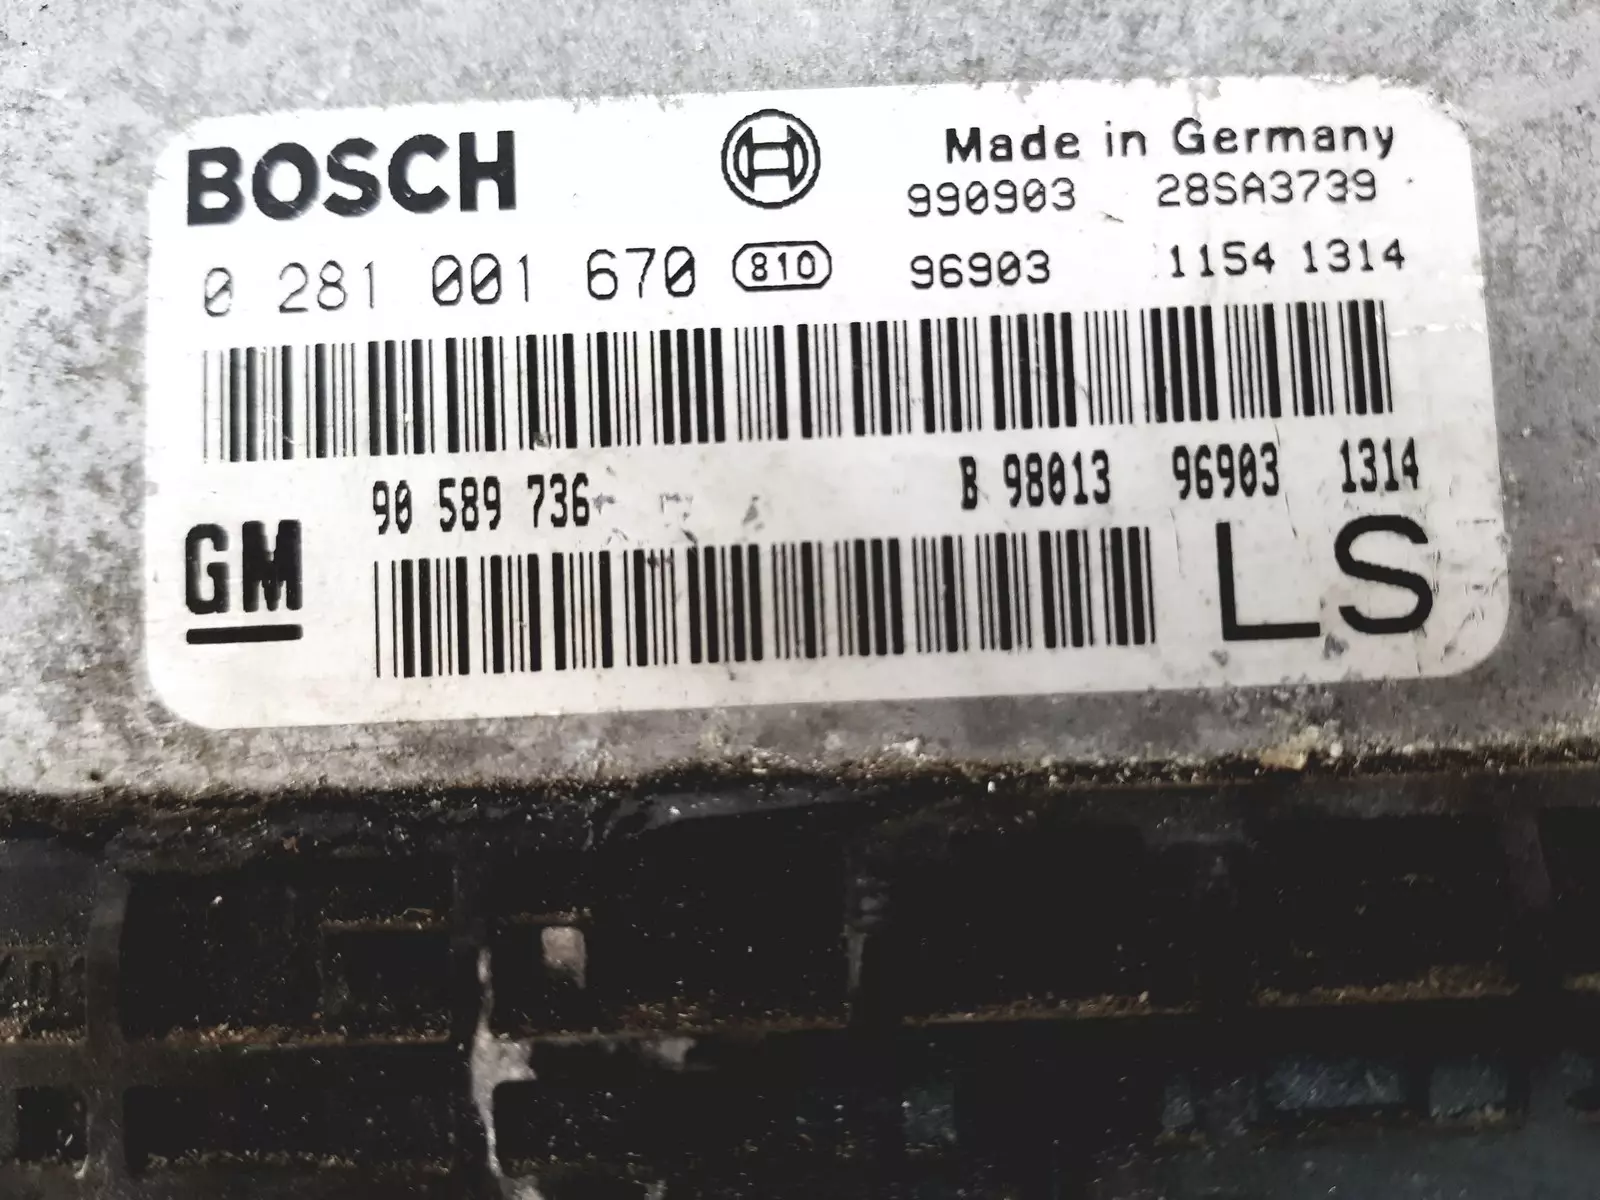 BOSCH
Made in Germany
990903 28SA3739
0 281 001 670 810 96903 1154 1314
90 589 736 B 98013 96903 1314
GM
LS